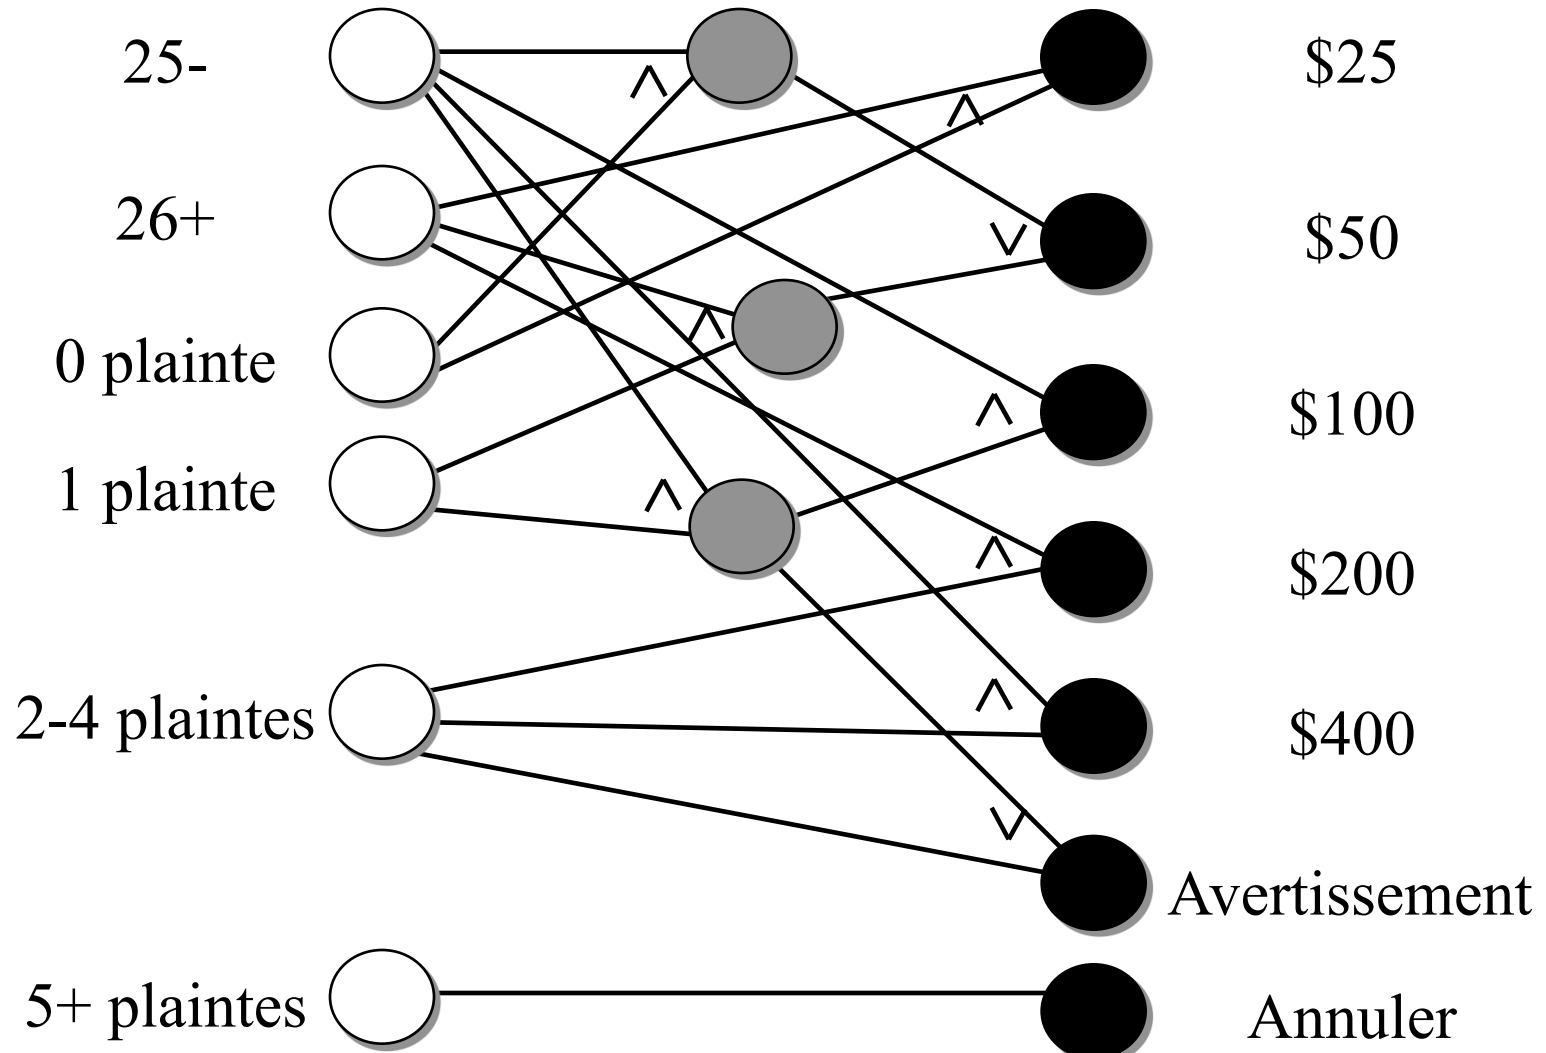 25-
$25
26+
$50
0 plainte
$100
1 plainte
$200
2-4 plaintes
$400
Avertissement
5+ plaintes
Annuler
^
^
v
^
^
^
^
^
v